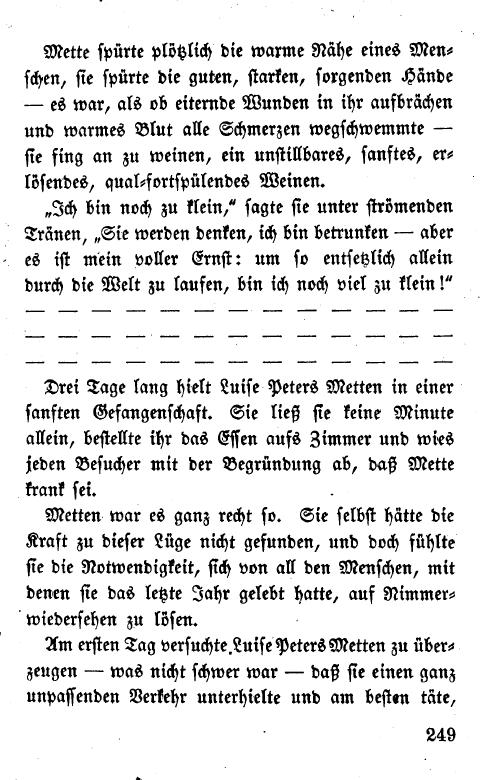 Mette spürte plötzlich die warme Nähe eines Men-
schen, sie spürte die guten, starken, sorgenden Hände
— es war, als ob eiternde Wunden in ihr aufbrächen
und warmes Blut alle Schmerzen wegschwemmte —
sie fing an zu weinen, ein unstillbares, sanftes, er-
lösendes, qual-fortspülendes Weinen.
„Ich bin noch zu klein,“ sagte sie unter strömenden
Tränen, „Sie werden denken, ich bin betrunken — aber
es ist mein voller Ernst: um so entsetzlich allein
durch die Welt zu laufen, bin ich noch viel zu klein!“
— — — — — — — — — — — — —
— — — — — — — — — — — — —
— — — — — — — — — — — — —
Drei Tage lang hielt Luise Peters Metten in einer
sanften Gefangenschaft. Sie ließ sie keine Minute
allein, bestellte ihr das Essen aufs Zimmer und wies
jeden Besucher mit der Begründung ab, daß Mette
krank sei.
Metten war es ganz recht so. Sie selbst hätte die
Kraft zu dieser Lüge nicht gefunden, und doch fühlte
sie die Notwendigkeit, sich von all den Menschen, mit
denen sie das letzte Jahr gelebt hatte, auf Nimmer-
wiedersehen zu lösen.
Am ersten Tag versuchte Luise Peters Metten zu über-
zeugen — was nicht schwer war — daß sie einen ganz
unpassenden Verkehr unterhielte und am besten täte,
249